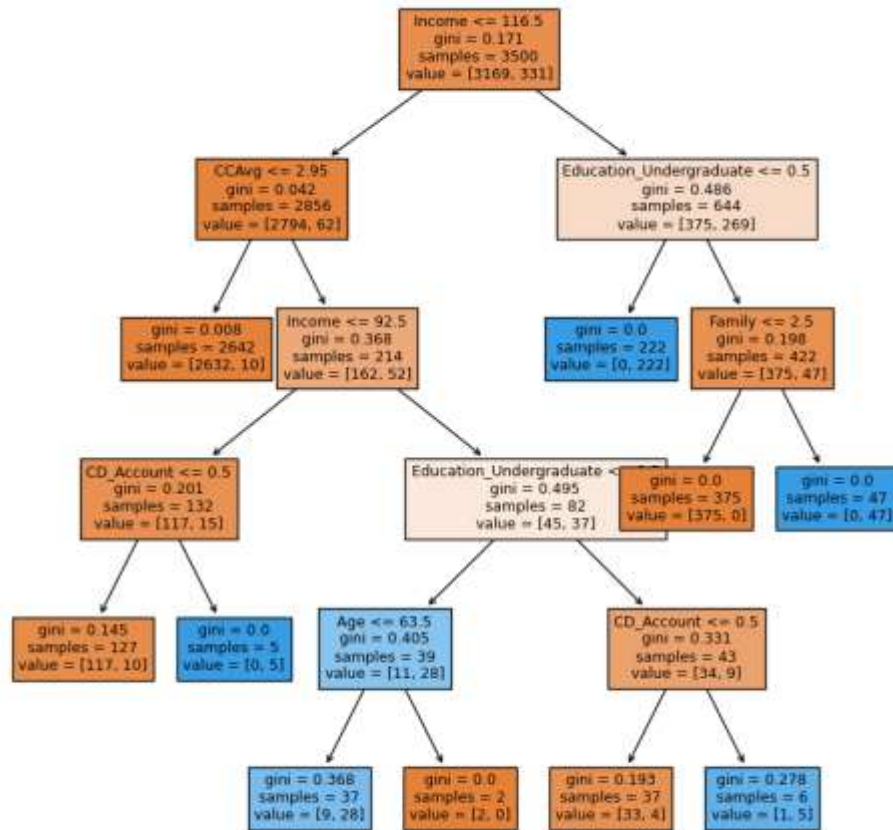 Income <= 116.5
gini = 0.171
samples = 3500
value = [3169, 331]
CCAvg <= 2.95
gini = 0.042
samples = 2856
value = [2794, 62]
Education_Undergraduate <= 0.5
gini = 0.486
samples = 644
value = [375, 269]
gini = 0.008
samples = 2642
value = [2632, 10]
Income <= 92.5
gini = 0.368
samples = 214
value = [162, 52]
gini = 0.0
samples = 222
value = [0, 222]
Family <= 2.5
gini = 0.198
samples = 422
value = [375, 47]
CD_Account <= 0.5
gini = 0.201
samples = 132
value = [117, 15]
Education_Undergraduate <
gini = 0.495
samples = 82
value = [45, 37]
gini = 0.0
samples = 375
value = [375, 0]
gini = 0.0
samples = 47
value = [0, 47]
gini = 0.145
samples = 127
value = [117, 10]
gini = 0.0
samples = 5
value = [0, 5]
Age <= 63.5
gini = 0.405
samples = 39
value = [11, 28]
CD_Account <= 0.5
gini = 0.331
samples = 43
value = [34, 9]
gini = 0.368
samples = 37
value = [9, 28]
gini = 0.0
samples = 2
value = [2, 0]
gini = 0.193
samples = 37
value = [33, 4]
gini = 0.278
samples = 6
value = [1, 5]